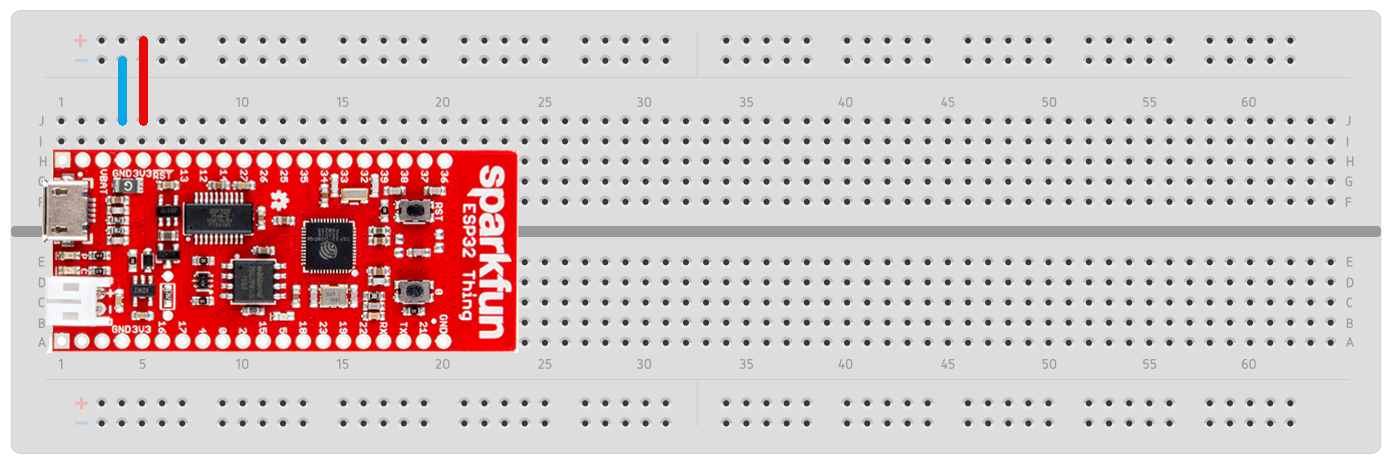 +
−
1 10 15 20 25 30 35 40 45 50 55 60
J J
I I
H H
G G
F F
VBAT GND 3V3 RST 13 12 14 27 26 25 35 34 33 32 39 38 37 36
RST
sparkfun
ESP32 Thing
0
GND 3V3 16 17 4 0 2 15 5 18 23 19 22 RX TX 21 GND
E E
D D
C C
B B
A A
1 5 10 15 20 25 30 35 40 45 50 55 60
+
−